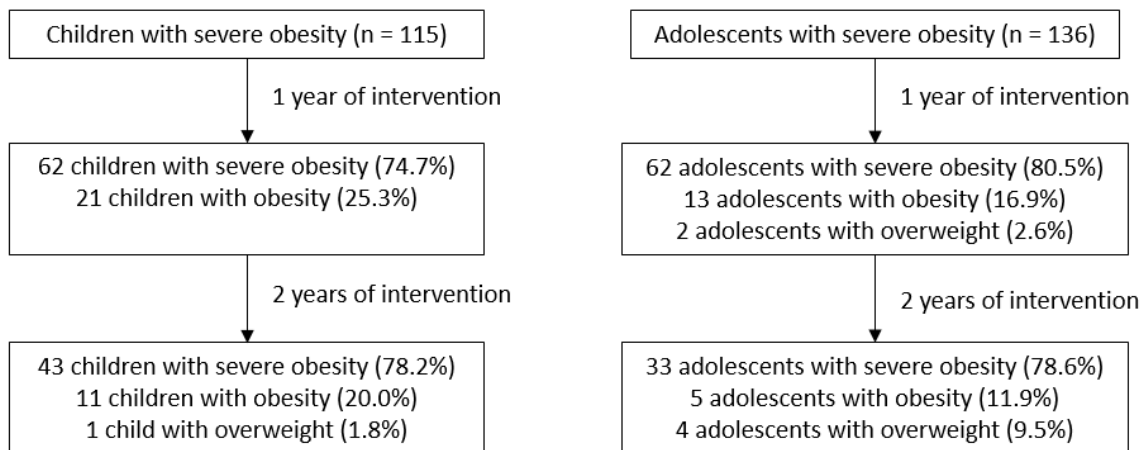 Children with severe obesity (n = 115)
1 year of intervention
62 children with severe obesity (74.7%)
21 children with obesity (25.3%)
2 years of intervention
43 children with severe obesity (78.2%)
11 children with obesity (20.0%)
1 child with overweight (1.8%)
Adolescents with severe obesity (n = 136)
1 year of intervention
62 adolescents with severe obesity (80.5%)
13 adolescents with obesity (16.9%)
2 adolescents with overweight (2.6%)
2 years of intervention
33 adolescents with severe obesity (78.6%)
5 adolescents with obesity (11.9%)
4 adolescents with overweight (9.5%)